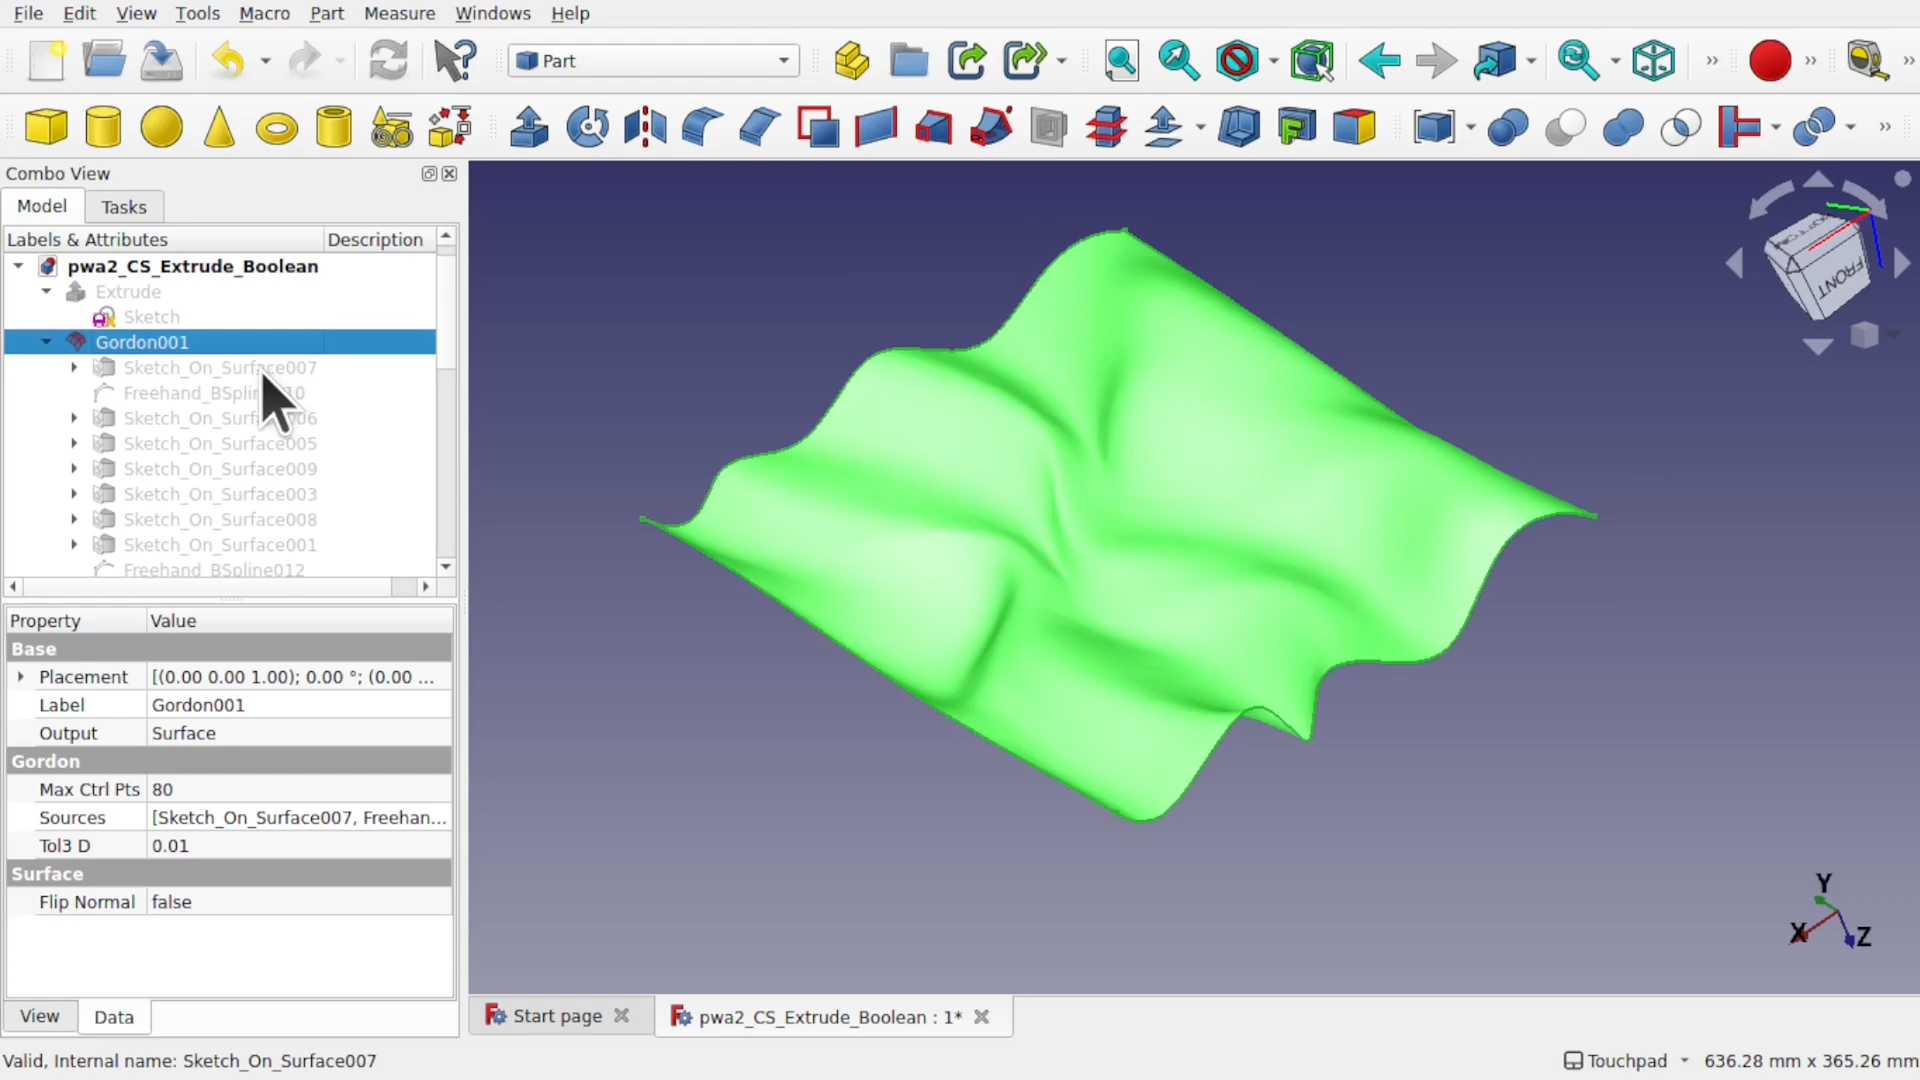 File Edit View Tools Macro Part Measure Windows Help
Part
Combo View
Model Tasks
Labels & Attributes Description
pwa2_CS_Extrude_Boolean
Extrude
Sketch
Gordon001
Sketch_On_Surface007
Sketch_On_Surface005
Sketch_On_Surface009
Sketch_On_Surface003
Sketch_On_Surface008
Sketch_On_Surface001
Freehand_BSpline012
Property Value
Base
Placement [(0.00 0.00 1.00); 0.00 °; (0.00 ...
Label Gordon001
Output Surface
Gordon
Max Ctrl Pts 80
Sources [Sketch_On_Surface007, Freehan...
Tol3 D 0.01
Surface
Flip Normal false
View Data
FRONT
Y
X Z
Start page pwa2_CS_Extrude_Boolean : 1*
Valid, Internal name: Sketch_On_Surface007
Touchpad 636.28 mm x 365.26 mm